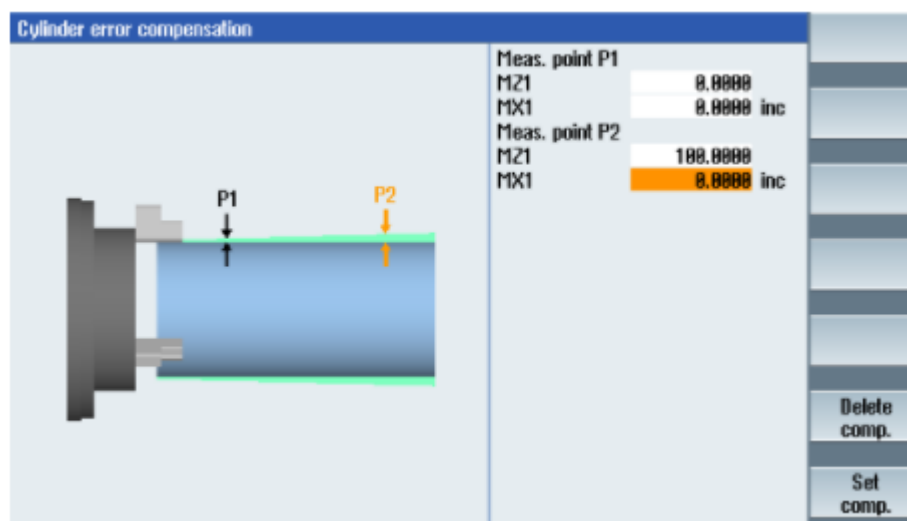 Cylinder error compensation
Meas. point P1
MZ1 0.0000
MX1 0.0000 inc
Meas. point P2
MZ1 100.0000
MX1 0.0000 inc
P1
P2
Delete
comp.
Set
comp.